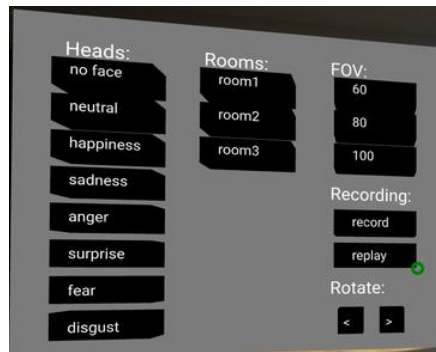 Heads:
no face
neutral
happiness
sadness
anger
surprise
fear
disgust
Rooms:
room1
room2
room3
FOV:
60
80
100
Recording:
record
replay
Rotate:
< >